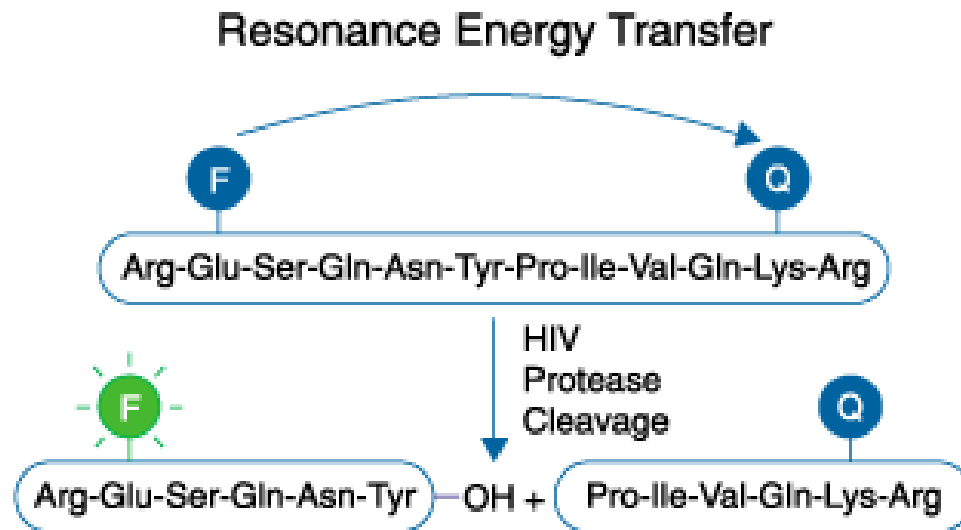 Resonance Energy Transfer
F
Q
Arg-Glu-Ser-Gln-Asn-Tyr-Pro-Ile-Val-Gln-Lys-Arg
HIV
Protease
Cleavage
F
Q
Arg-Glu-Ser-Gln-Asn-Tyr—OH + Pro-Ile-Val-Gln-Lys-Arg